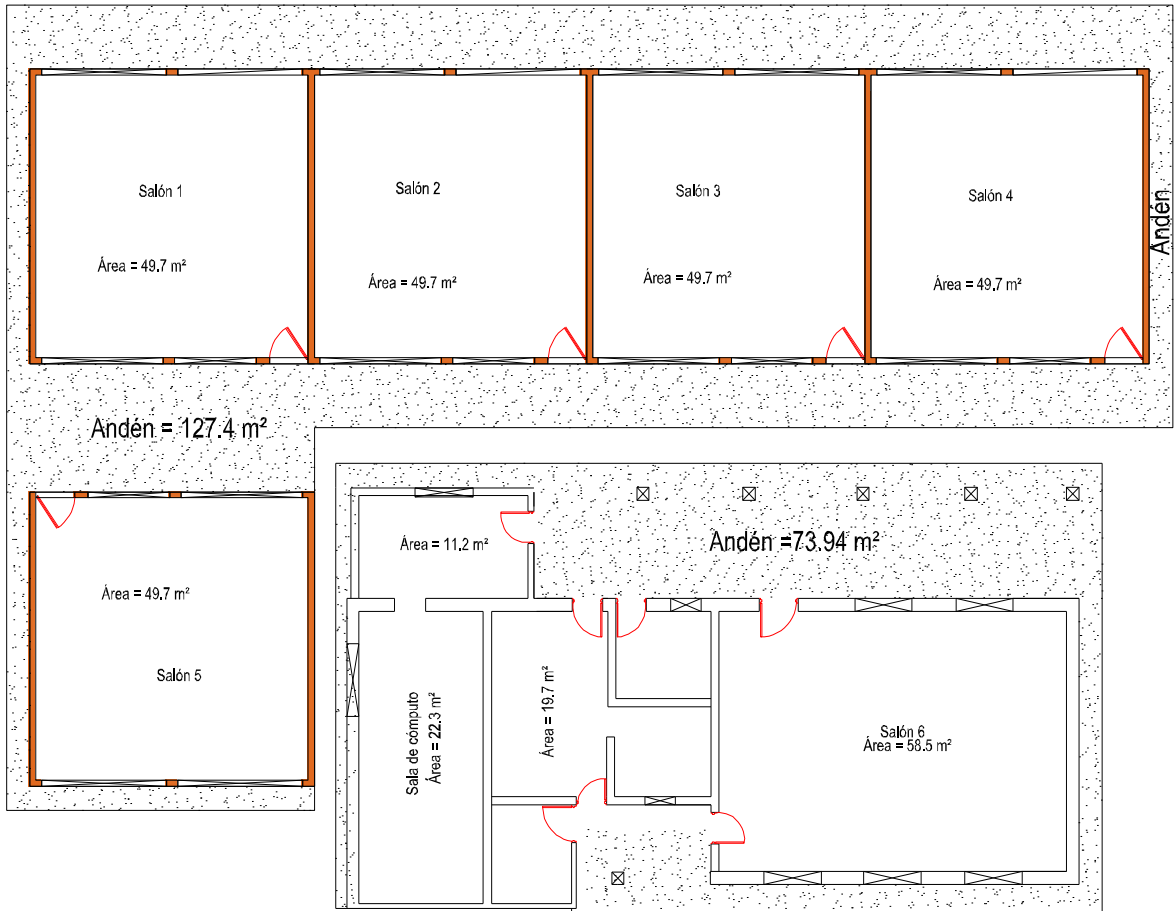 Salón 1
Área = 49.7 m²
Salón 2
Área = 49.7 m²
Salón 3
Área = 49.7 m²
Salón 4
Área = 49.7 m²
Andén
Andén = 127.4 m²
Área = 49.7 m²
Salón 5
Área = 11.2 m²
Andén =73.94 m²
Sala de cómputo
Área = 22.3 m²
Área = 19.7 m²
Salón 6
Área = 58.5 m²